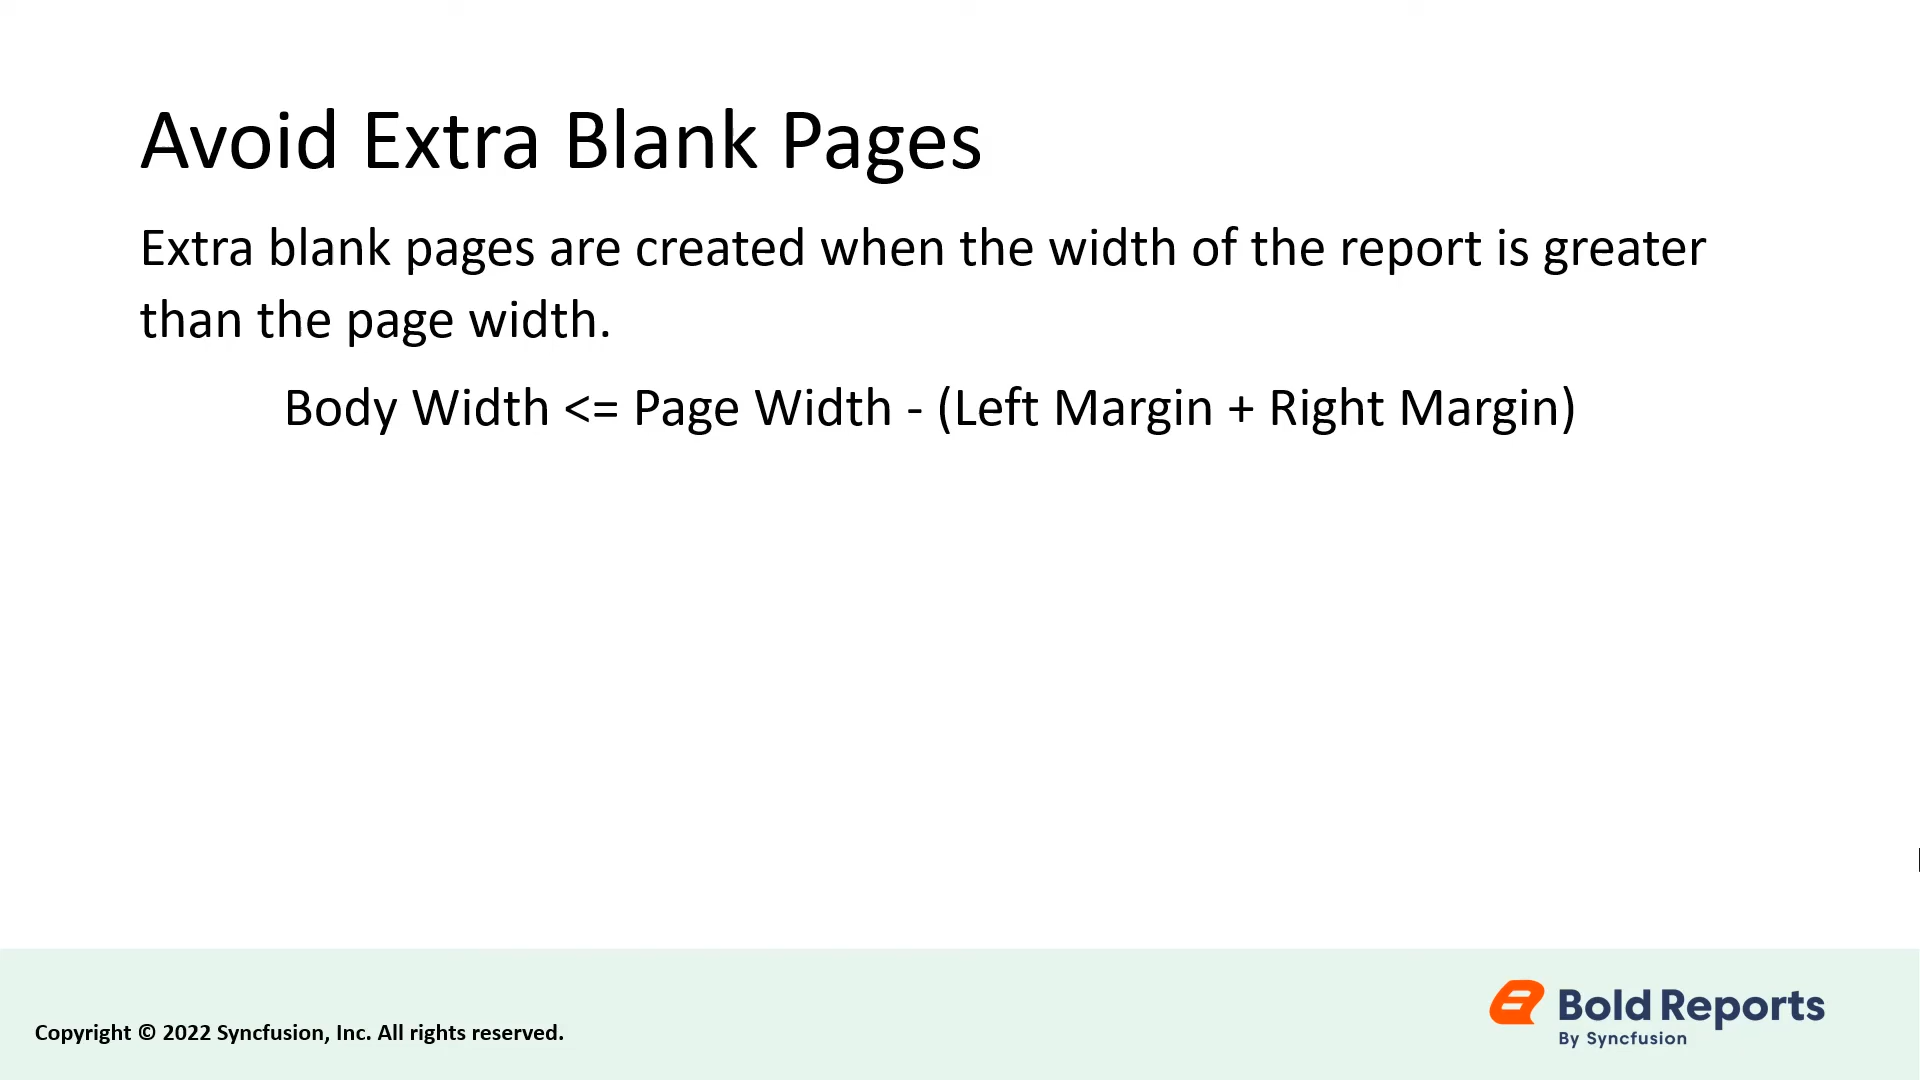 Avoid Extra Blank Pages
Extra blank pages are created when the width of the report is greater
than the page width.
Body Width <= Page Width - (Left Margin + Right Margin)
Copyright © 2022 Syncfusion, Inc. All rights reserved.
Bold Reports
By Syncfusion